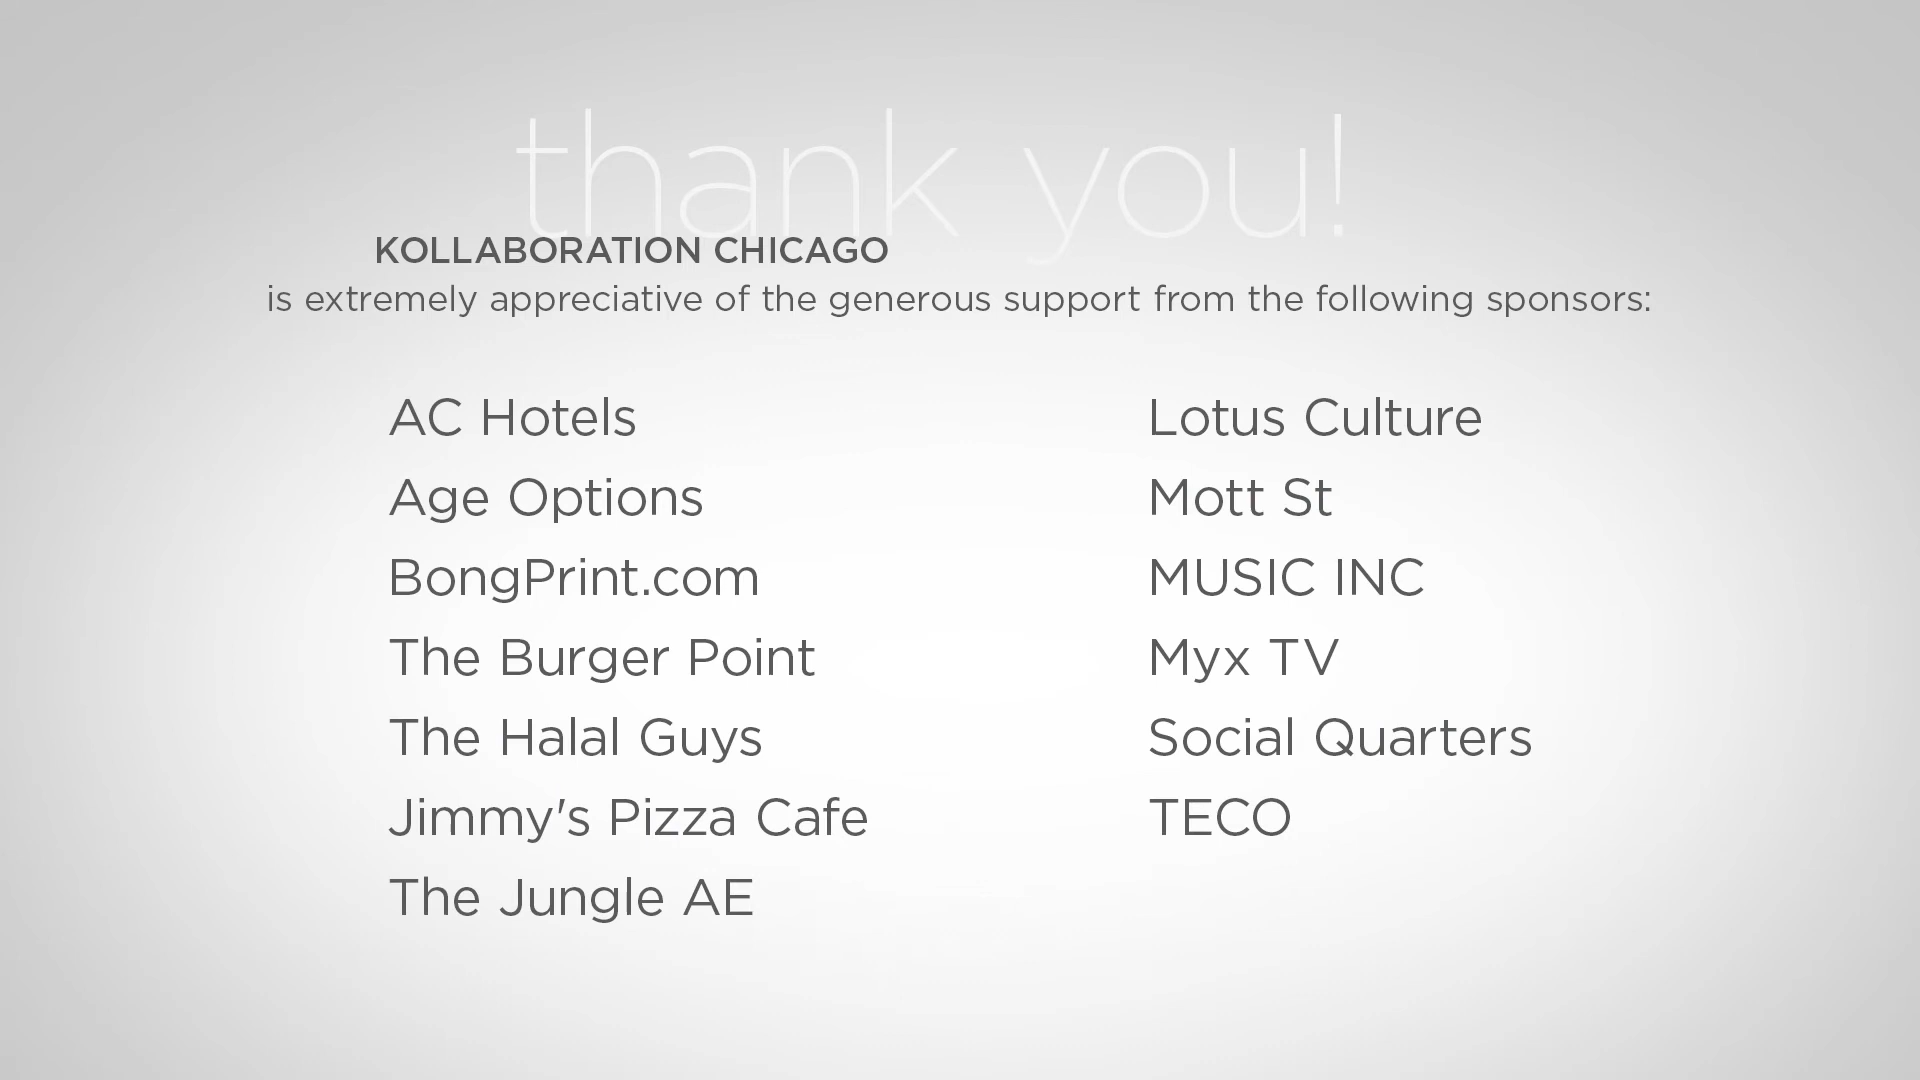 thank you!
KOLLABORATION CHICAGO
is extremely appreciative of the generous support from the following sponsors:
AC Hotels
Age Options
BongPrint.com
The Burger Point
The Halal Guys
Jimmy's Pizza Cafe
The Jungle AE
Lotus Culture
Mott St
MUSIC INC
Myx TV
Social Quarters
TECO